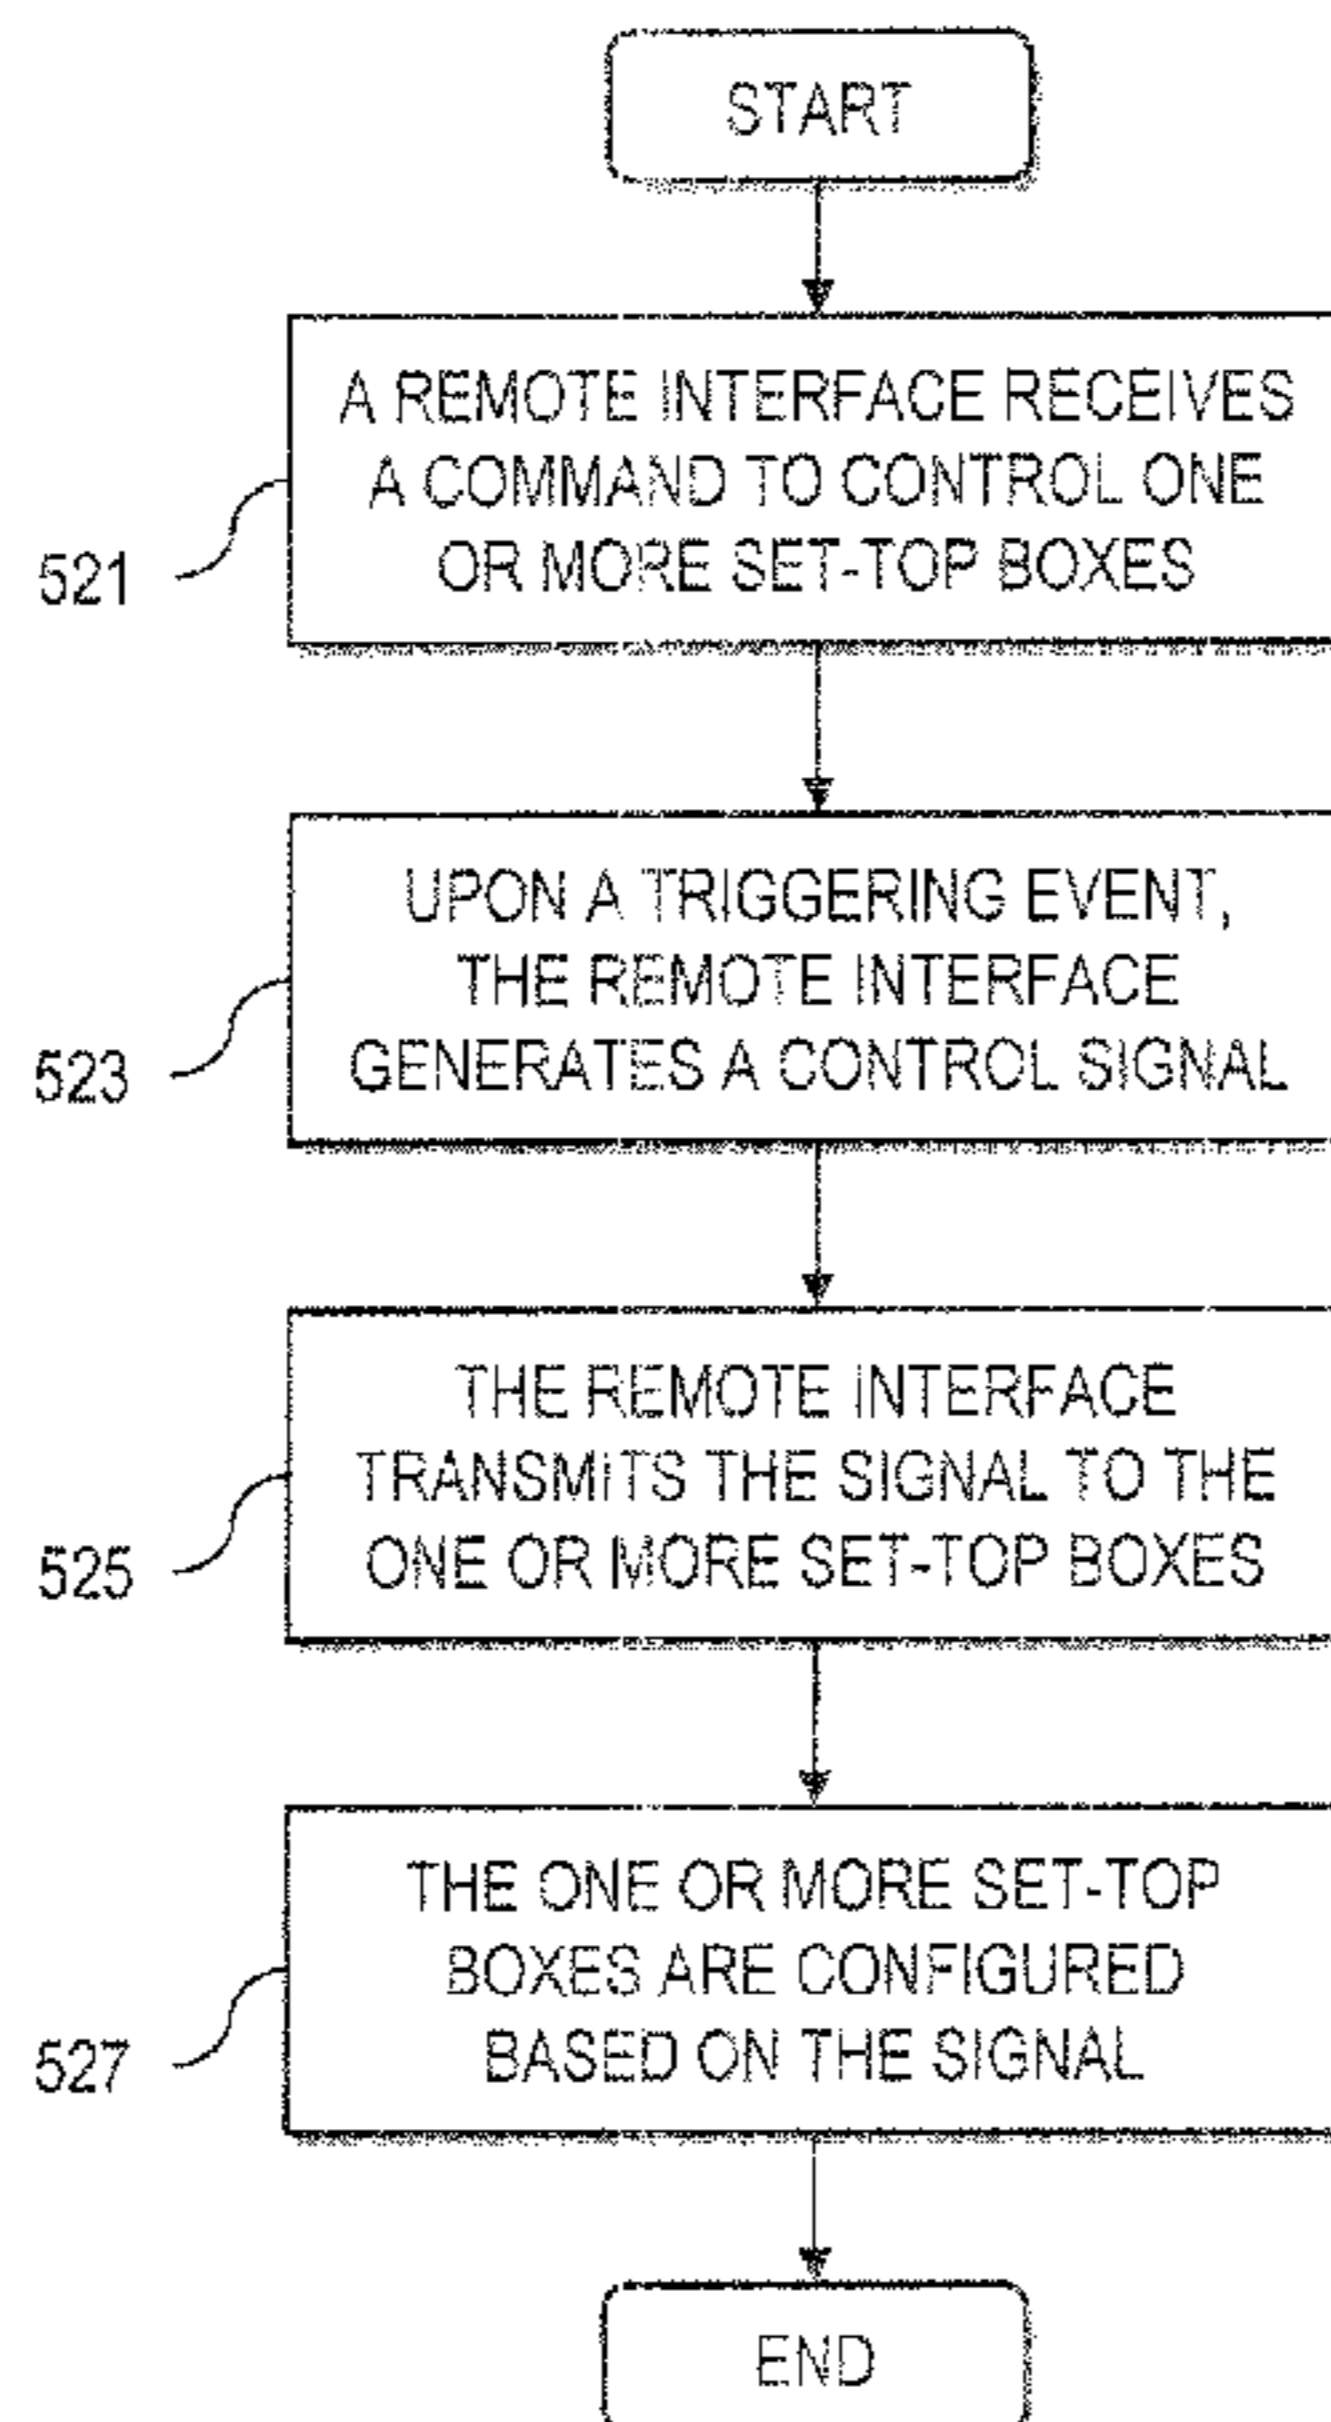 START
A REMOTE INTERFACE RECEIVES
A COMMAND TO CONTROL ONE
OR MORE SET-TOP BOXES
521
UPON A TRIGGERING EVENT,
THE REMOTE INTERFACE
GENERATES A CONTROL SIGNAL
523
THE REMOTE INTERFACE
TRANSMITS THE SIGNAL TO THE
ONE OR MORE SET-TOP BOXES
525
THE ONE OR MORE SET-TOP
BOXES ARE CONFIGURED
BASED ON THE SIGNAL
527
END